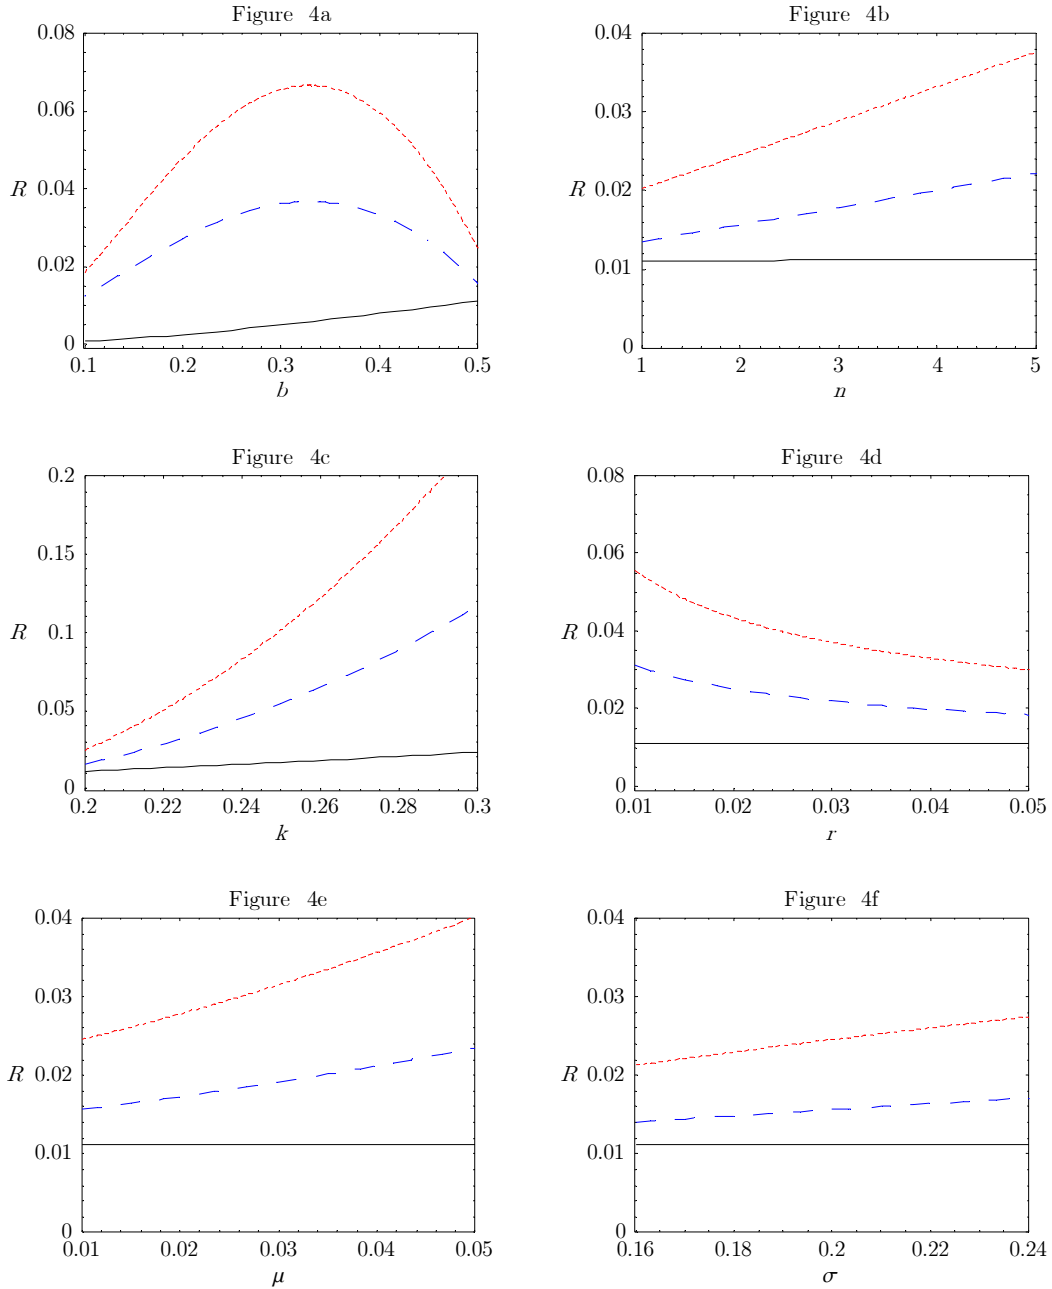 Figure 4a
0.08
0.06
R 0.04
0.02
0
0.1 0.2 0.3 0.4 0.5
b
Figure 4b
0.04
0.03
R 0.02
0.01
0
1 2 3 4 5
n
Figure 4c
0.2
0.15
R 0.1
0.05
0
0.2 0.22 0.24 0.26 0.28 0.3
k
Figure 4d
0.08
0.06
R 0.04
0.02
0
0.01 0.02 0.03 0.04 0.05
r
Figure 4e
0.04
0.03
R 0.02
0.01
0
0.01 0.02 0.03 0.04 0.05
μ
Figure 4f
0.04
0.03
R 0.02
0.01
0
0.16 0.18 0.2 0.22 0.24
σ